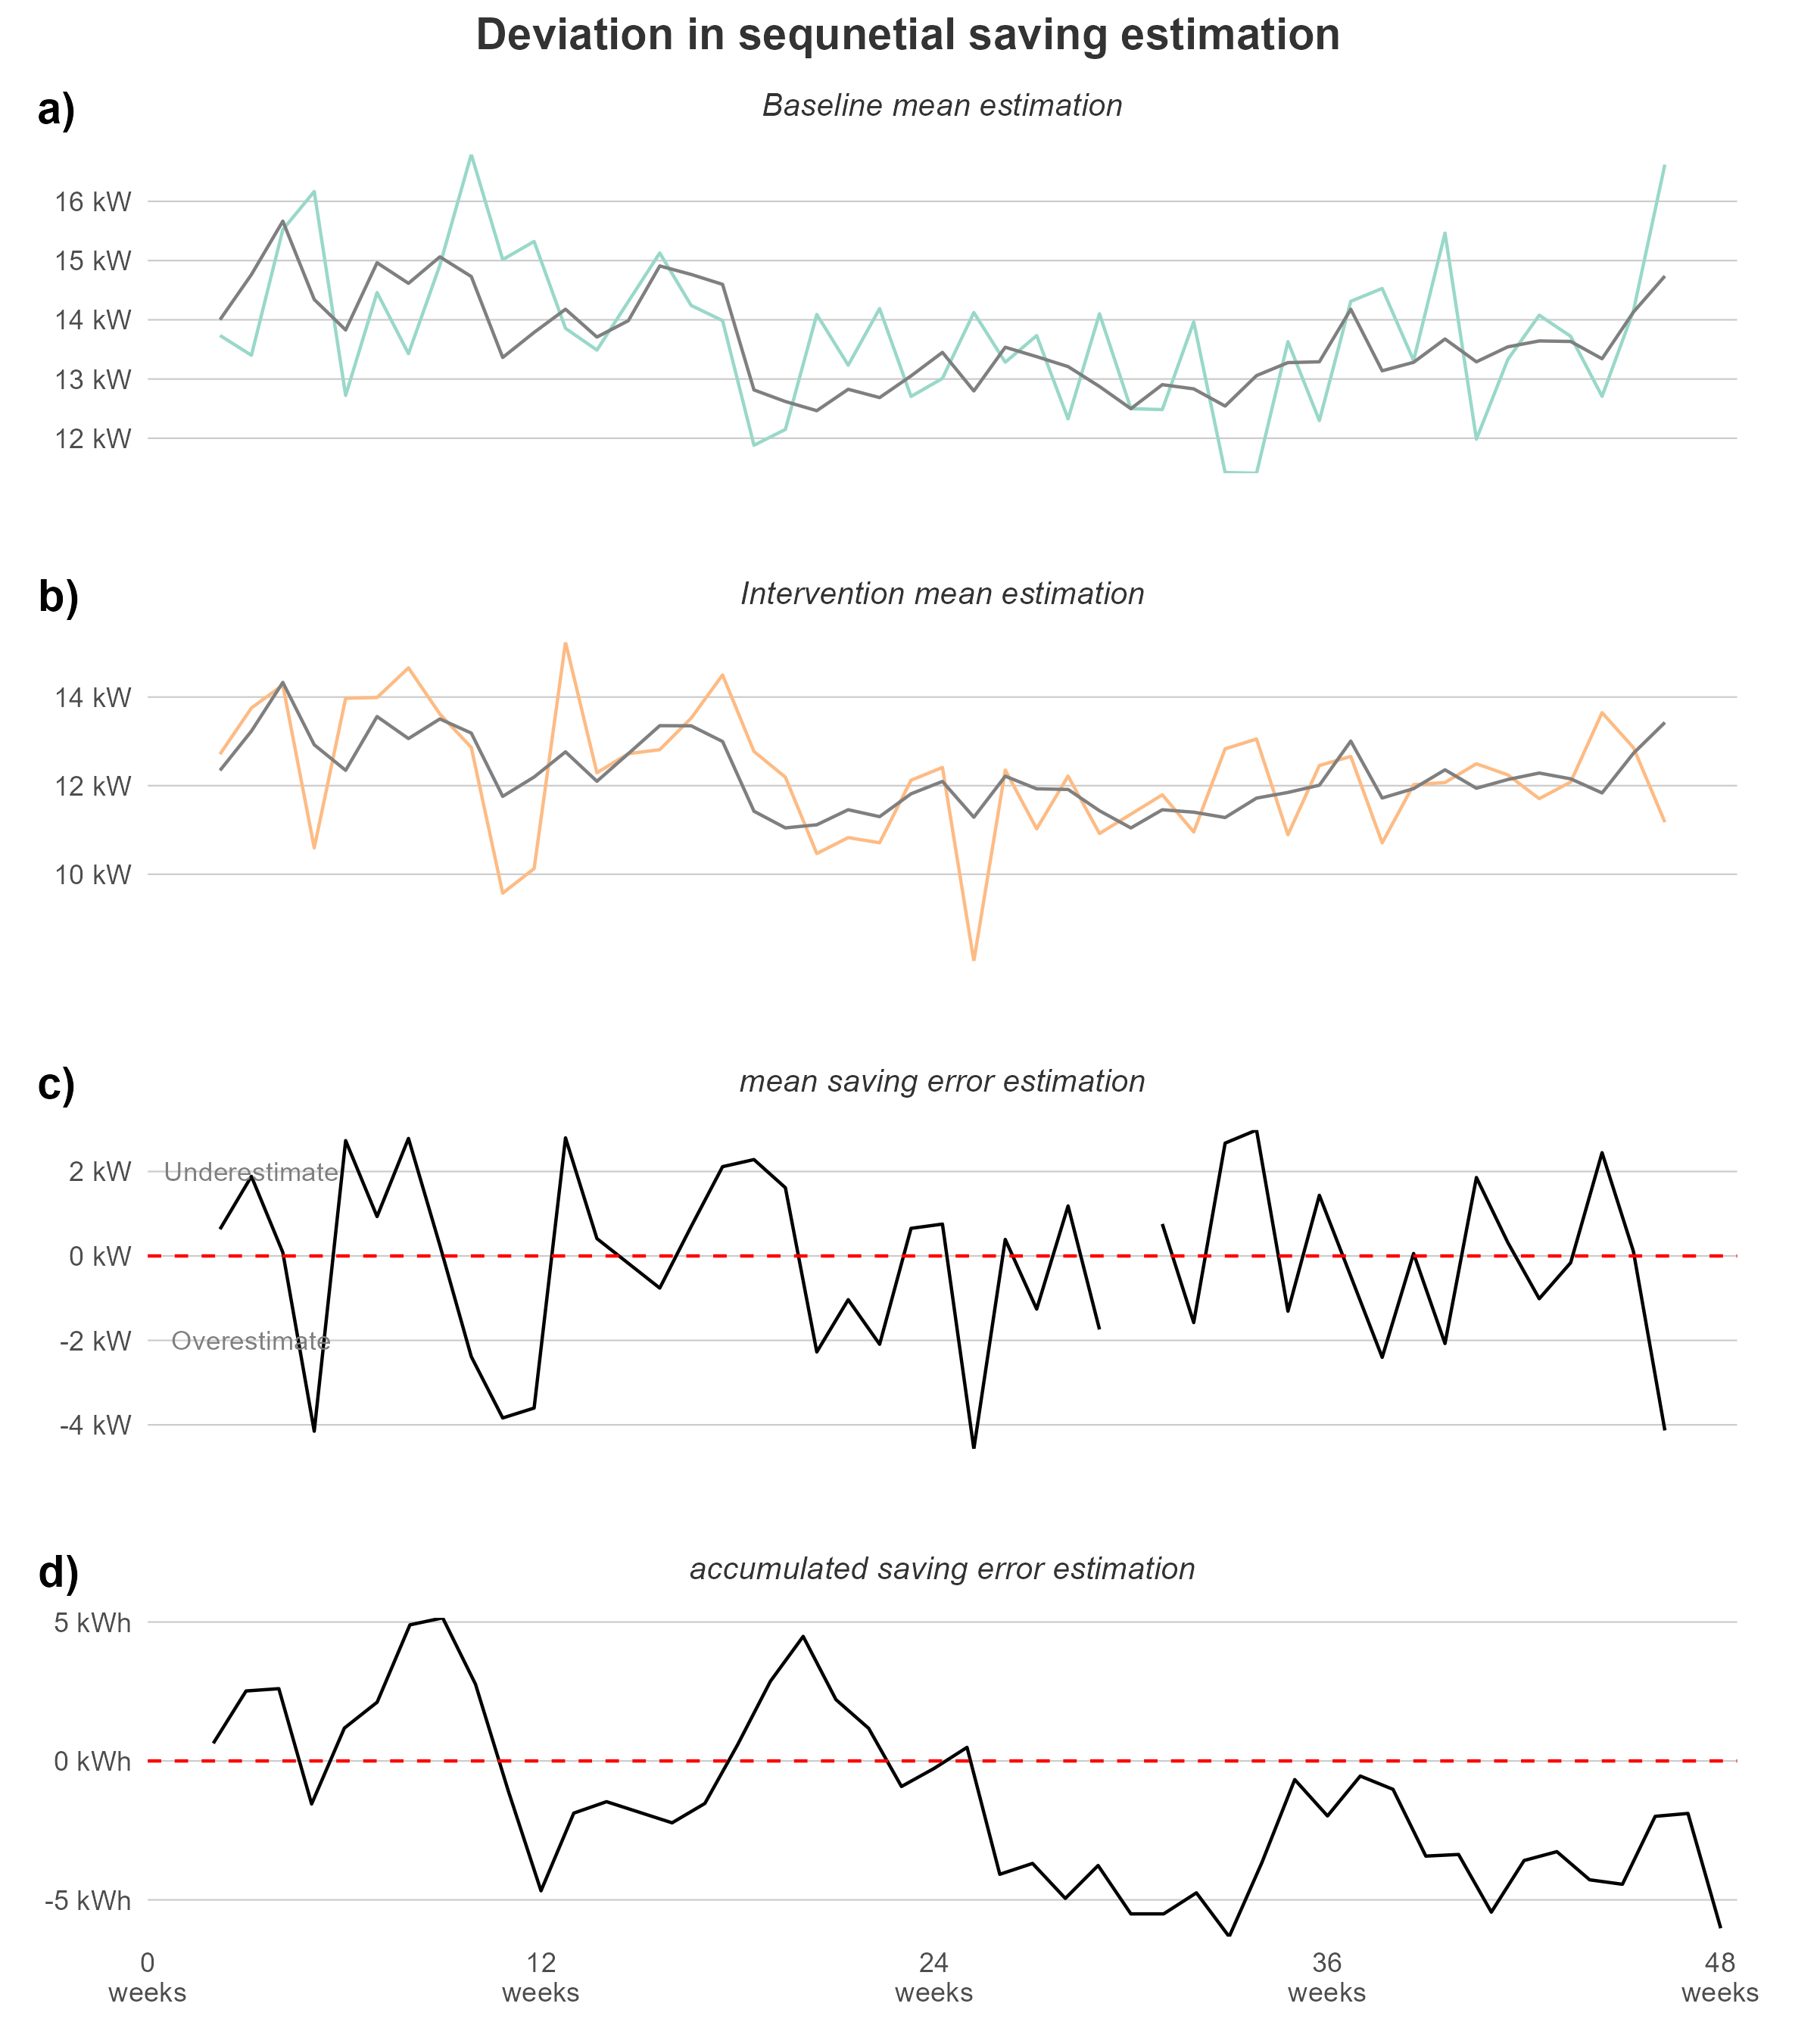 Deviation in sequnetial saving estimation
a)
Baseline mean estimation
16 kW
15 kW
14 kW
13 kW
12 kW
b)
Intervention mean estimation
14 kW
12 kW
10 kW
c)
mean saving error estimation
2 kW
Underestimate
0 kW
-2 kW
Overestimate
-4 kW
d)
accumulated saving error estimation
5 kWh
0 kWh
-5 kWh
0
weeks
12
weeks
24
weeks
36
weeks
48
weeks